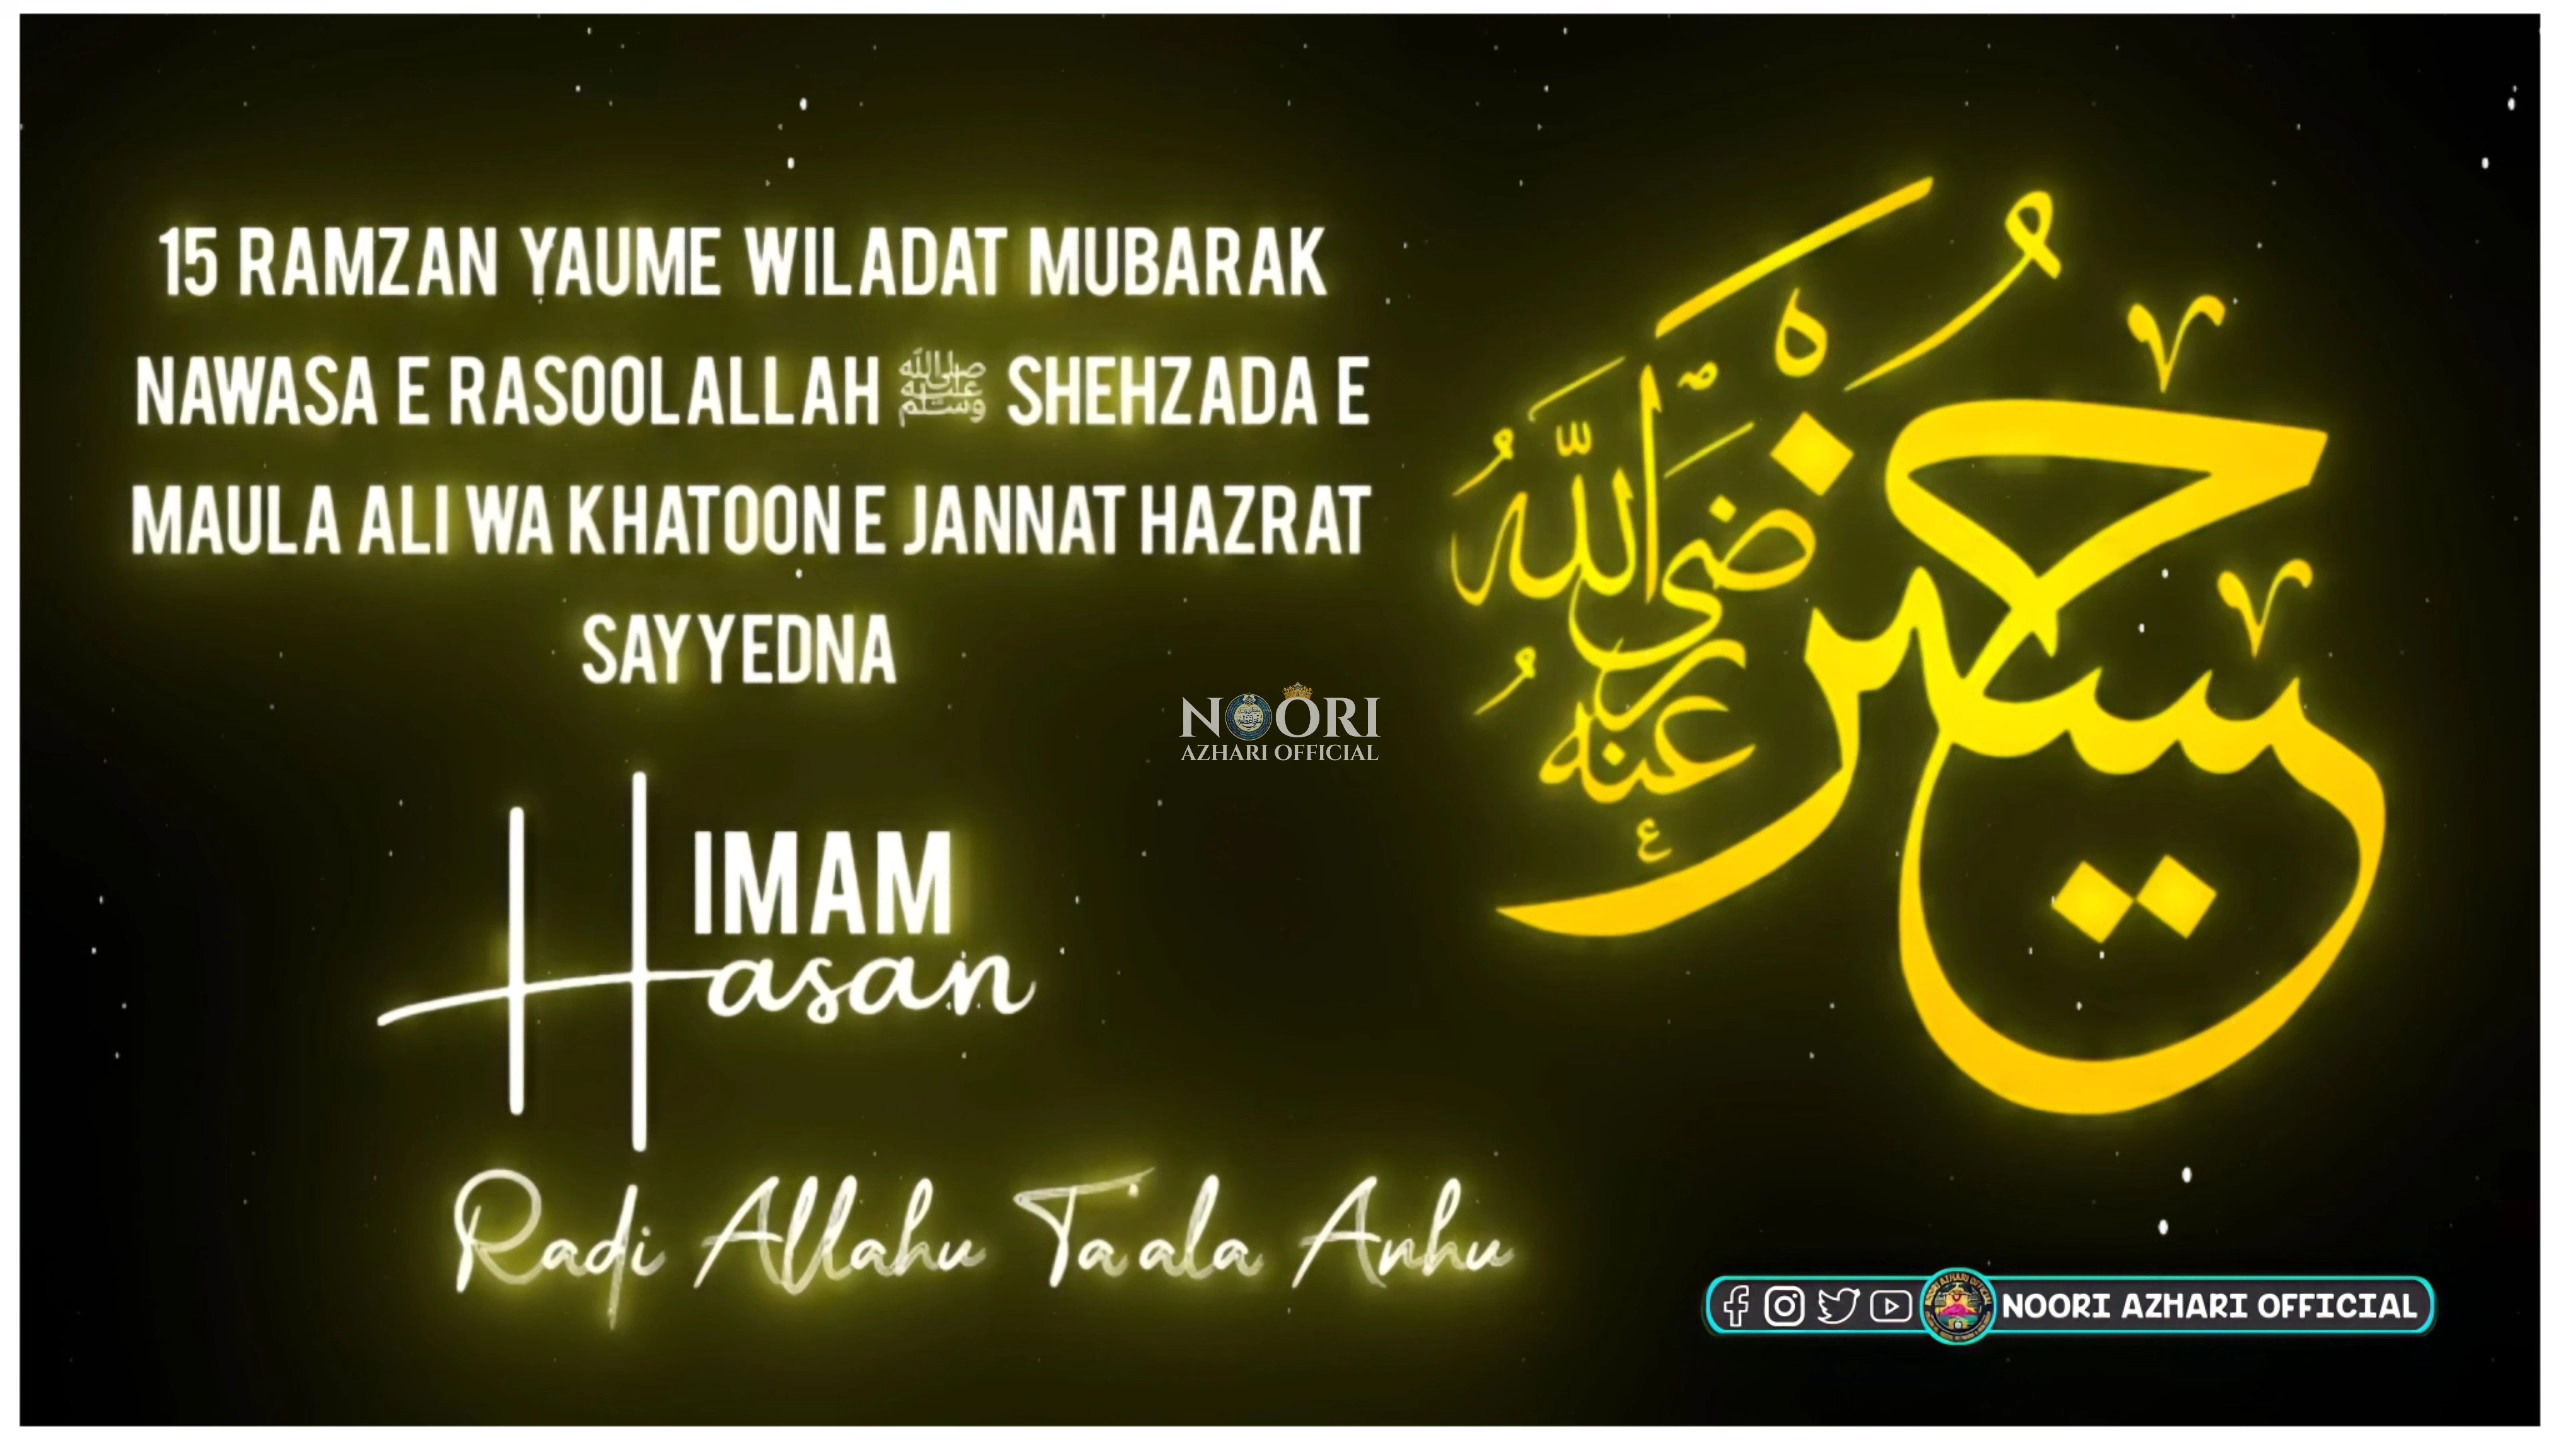 15 RAMZAN YAUME WILADAT MUBARAK
NAWASA E RASOOLALLAH ﷺ SHEHZADA E
MAULA ALI WA KHATOON E JANNAT HAZRAT
SAYYEDNA
IMAM
Hasan
Radi Allahu Ta'ala Anhu
حسین
رضی اللہ
عنہ
NOORI
AZHARI OFFICIAL
NOORI AZHARI OFFICIAL